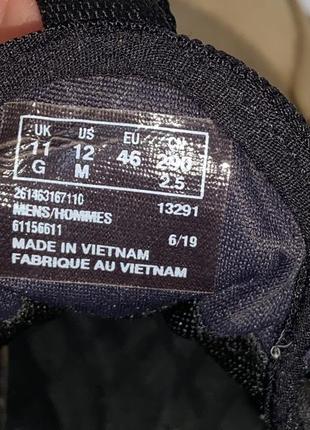 UK US EU CN
11 12 46 290
G M 2.5
261463167110
MENS/HOMMES 13291
61156611
MADE IN VIETNAM 6/19
FABRIQUE AU VIETNAM